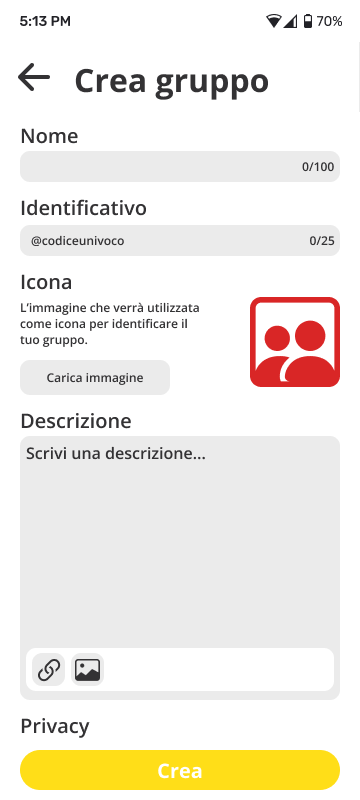 5:13 PM 70%
Crea gruppo
Nome
0/100
Identificativo
@codiceunivoco 0/25
Icona
L'immagine che verrà utilizzata
come icona per identificare il
tuo gruppo.
Carica immagine
Descrizione
Scrivi una descrizione...
Privacy
Crea